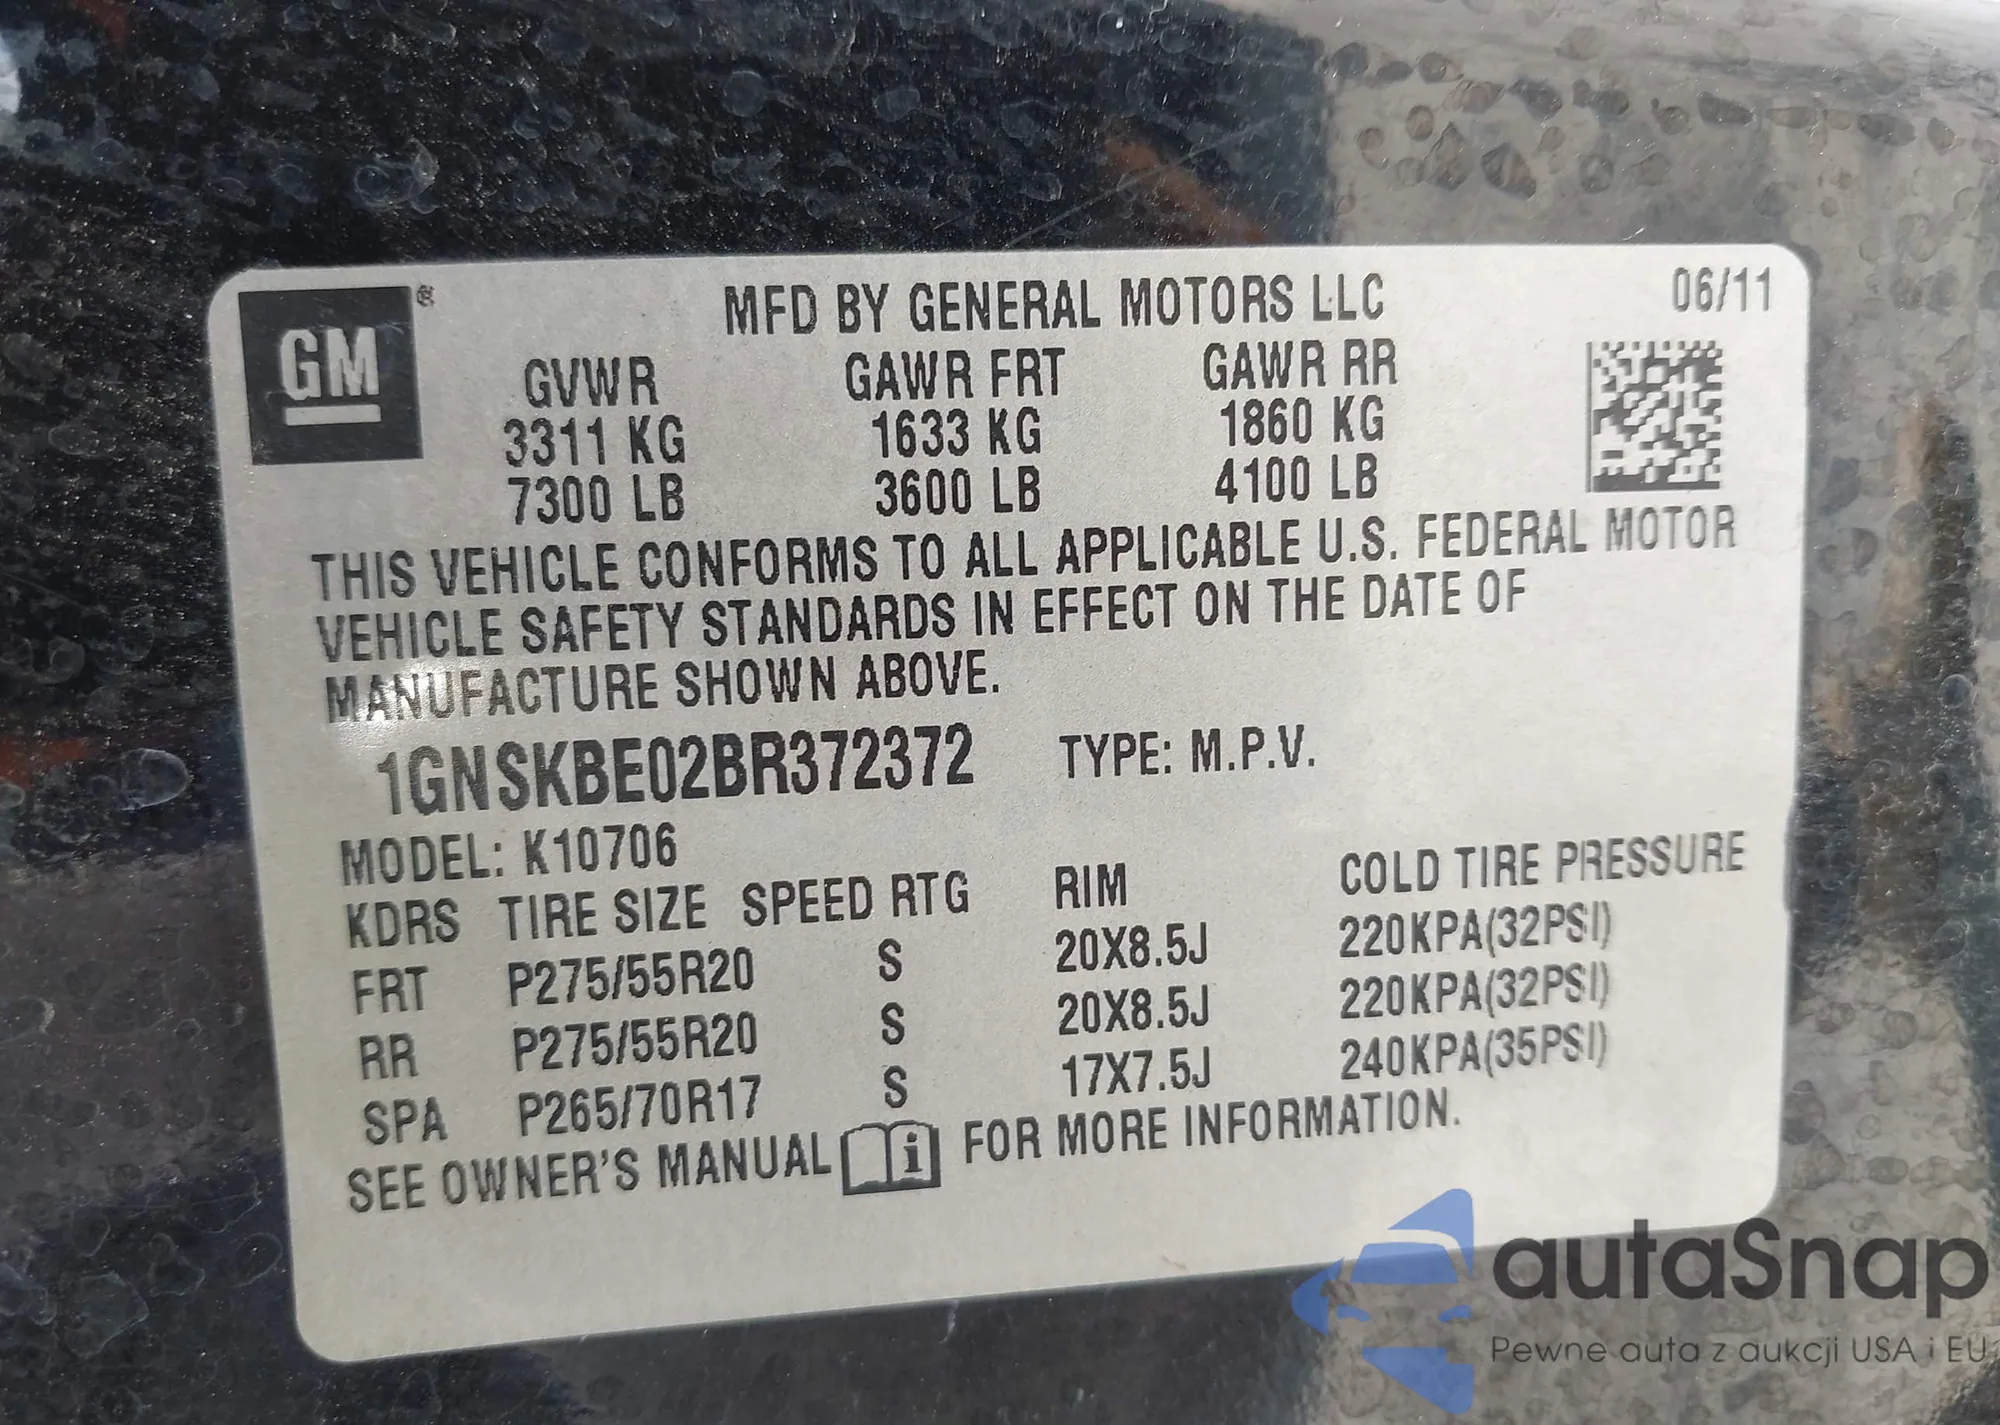 GM ®
MFD BY GENERAL MOTORS LLC 06/11
GVWR GAWR FRT GAWR RR
3311 KG 1633 KG 1860 KG
7300 LB 3600 LB 4100 LB
THIS VEHICLE CONFORMS TO ALL APPLICABLE U.S. FEDERAL MOTOR
VEHICLE SAFETY STANDARDS IN EFFECT ON THE DATE OF
MANUFACTURE SHOWN ABOVE.
1GNSKBE02BR372372 TYPE: M.P.V.
MODEL: K10706
KDRS TIRE SIZE SPEED RTG RIM COLD TIRE PRESSURE
FRT P275/55R20 S 20X8.5J 220KPA(32PSI)
RR P275/55R20 S 20X8.5J 220KPA(32PSI)
SPA P265/70R17 S 17X7.5J 240KPA(35PSI)
SEE OWNER'S MANUAL i FOR MORE INFORMATION.
autaSnap
Pewne auta z aukcji USA i EU